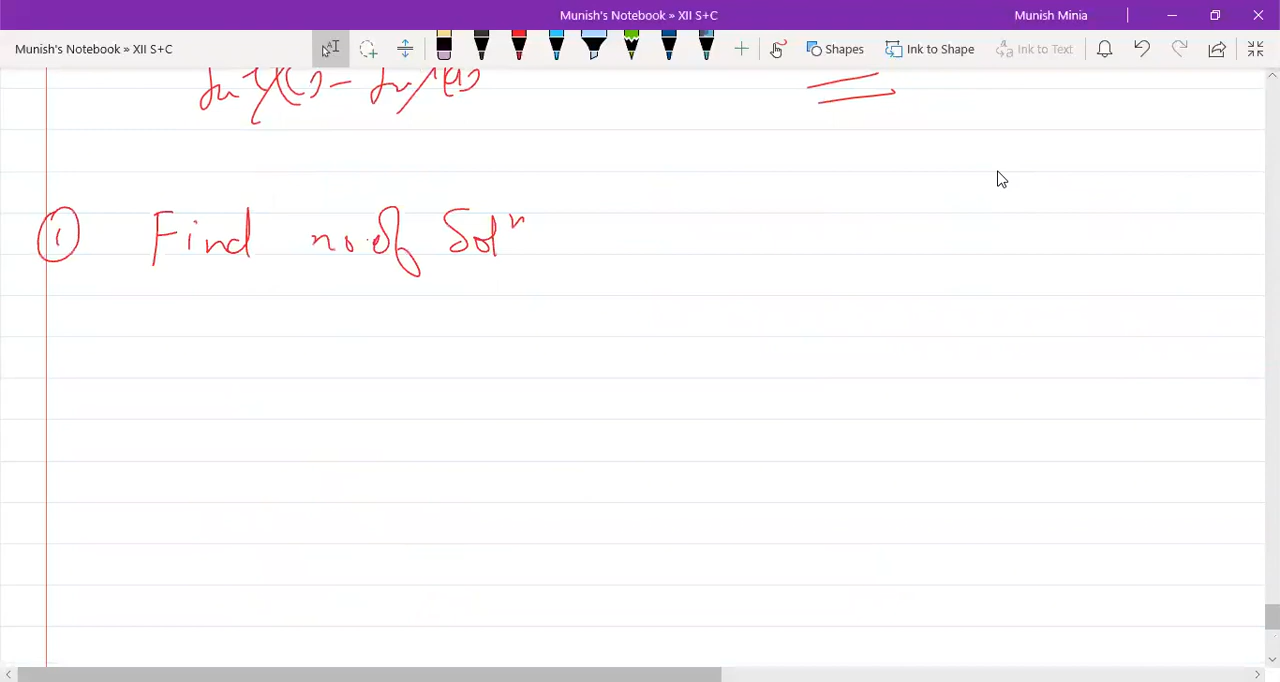 Munish's Notebook » XII S+C Munish Minia
Munish's Notebook » XII S+C Shapes Ink to Shape Ink to Text
① Find no. of Solⁿ